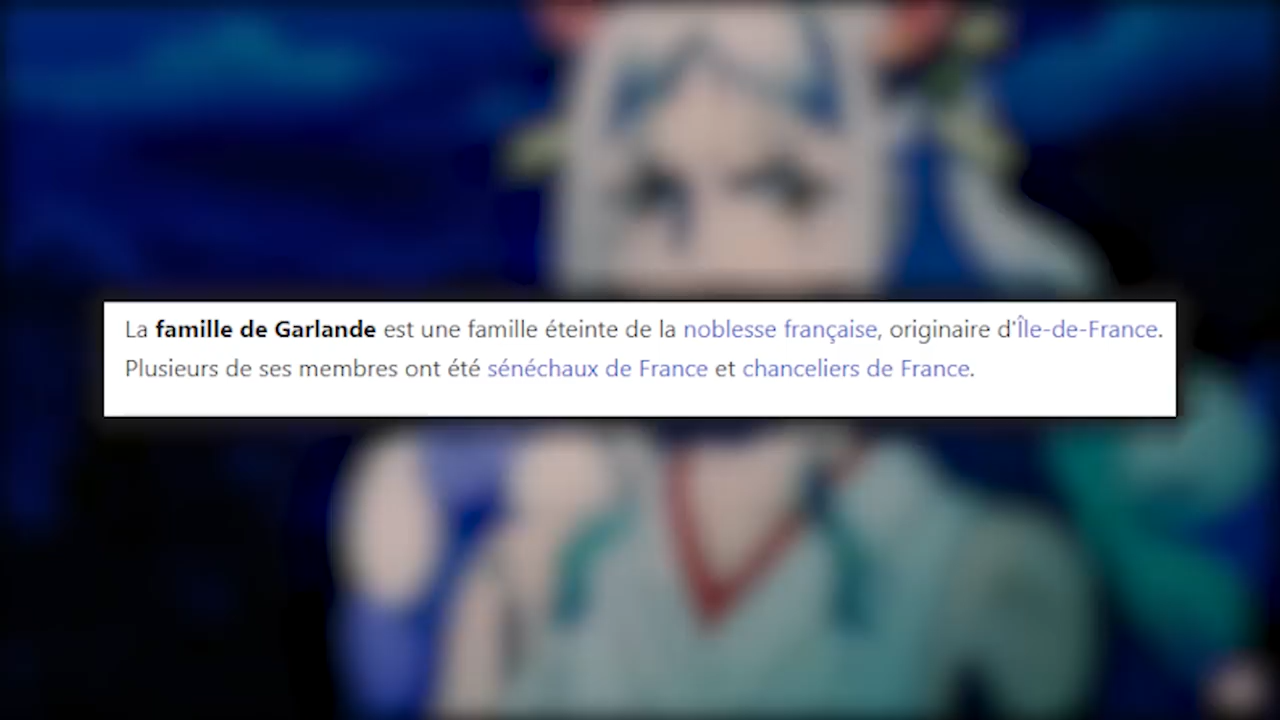 La famille de Garlande est une famille éteinte de la noblesse française, originaire d'Île-de-France.
Plusieurs de ses membres ont été sénéchaux de France et chanceliers de France.